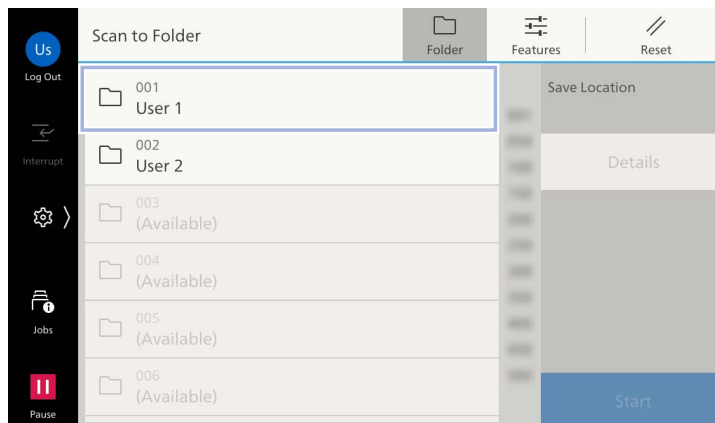 Us
Log Out
Interrupt
Jobs
Pause
Scan to Folder
Folder
Features
Reset
001
User 1
002
User 2
003
(Available)
004
(Available)
005
(Available)
006
(Available)
Save Location
Details
Start